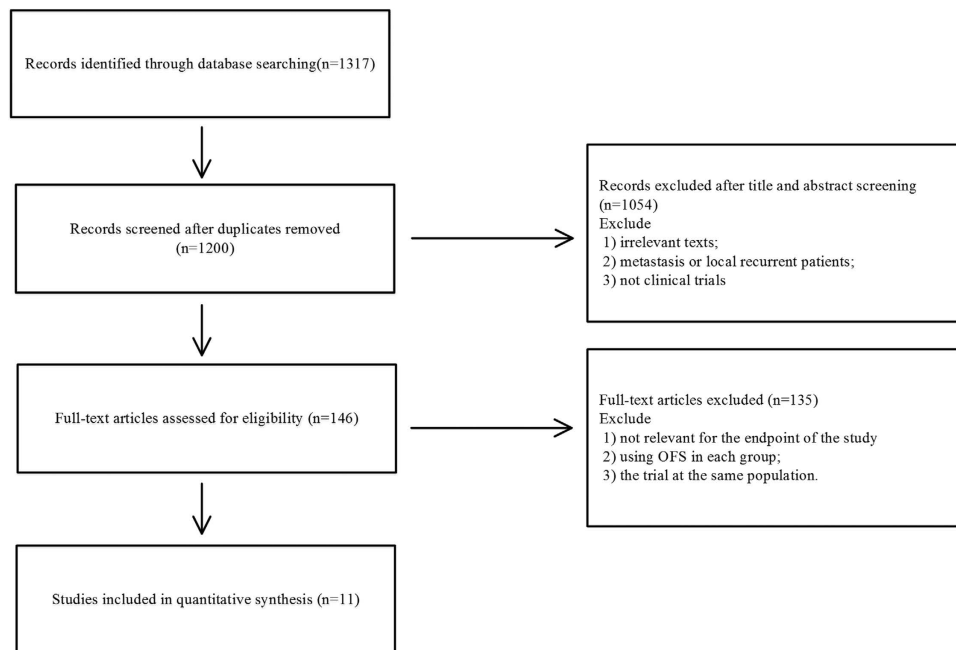 Records identified through database searching(n=1317)
Records screened after duplicates removed
(n=1200)
Records excluded after title and abstract screening
(n=1054)
Exclude
1) irrelevant texts;
2) metastasis or local recurrent patients;
3) not clinical trials
Full-text articles assessed for eligibility (n=146)
Full-text articles excluded (n=135)
Exclude
1) not relevant for the endpoint of the study
2) using OFS in each group;
3) the trial at the same population.
Studies included in quantitative synthesis (n=11)